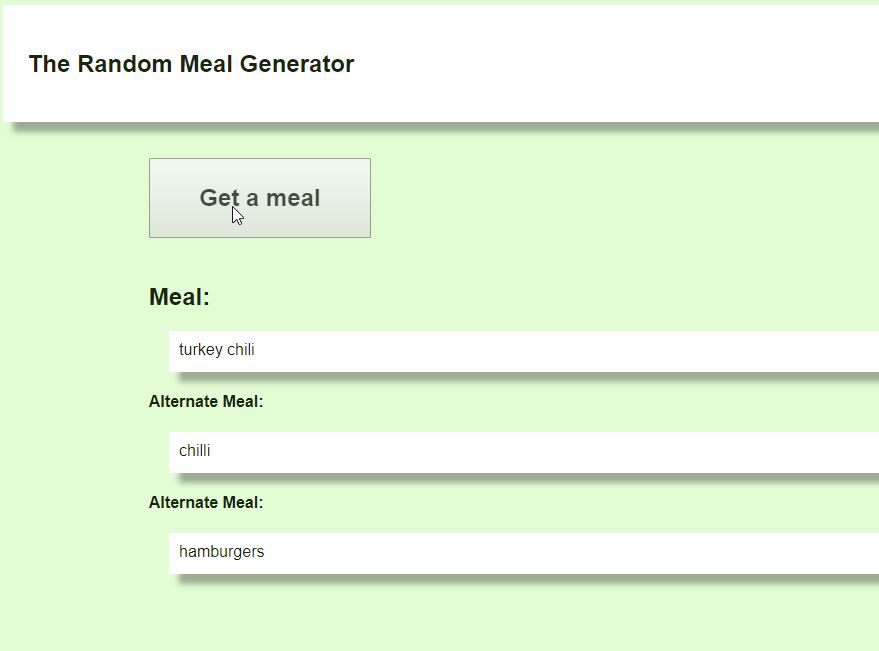 The Random Meal Generator
Get a meal
Meal:
turkey chili
Alternate Meal:
chilli
Alternate Meal:
hamburgers